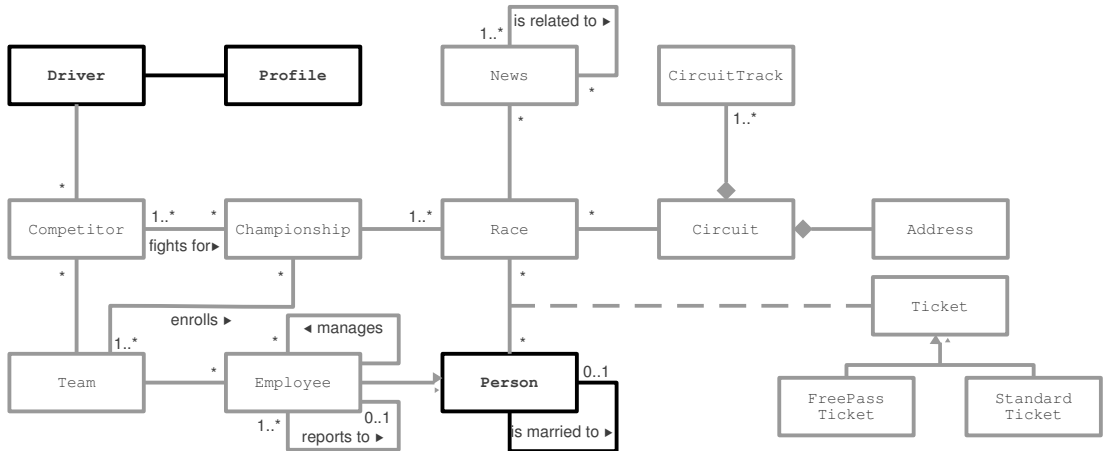 is related to ►
1..*
Driver
Profile
News
CircuitTrack
*
*
1..*
*
1..*
*
1..*
*
Competitor
fights for►
Championship
Race
Circuit
Address
*
*
*
Ticket
enrolls ►
◄ manages
*
1..*
*
Team
*
Employee
Person
0..1
FreePass
Ticket
Standard
Ticket
1..*
0..1
reports to ►
is married to ►